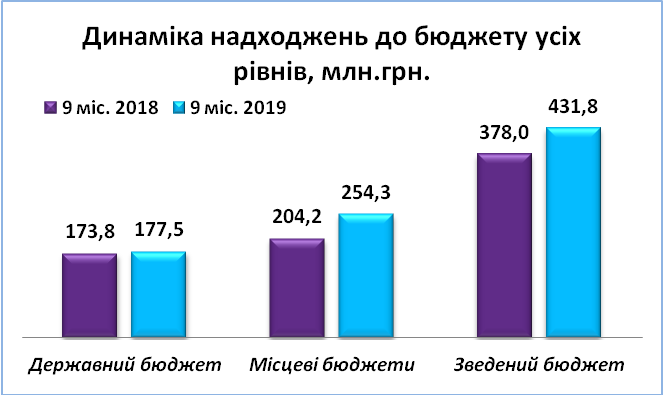 Динаміка надходжень до бюджету усіх
рівнів, млн.грн.
9 міс. 2018 9 міс. 2019
431,8
378,0
254,3
204,2
173,8 177,5
Державний бюджет Місцеві бюджети Зведений бюджет